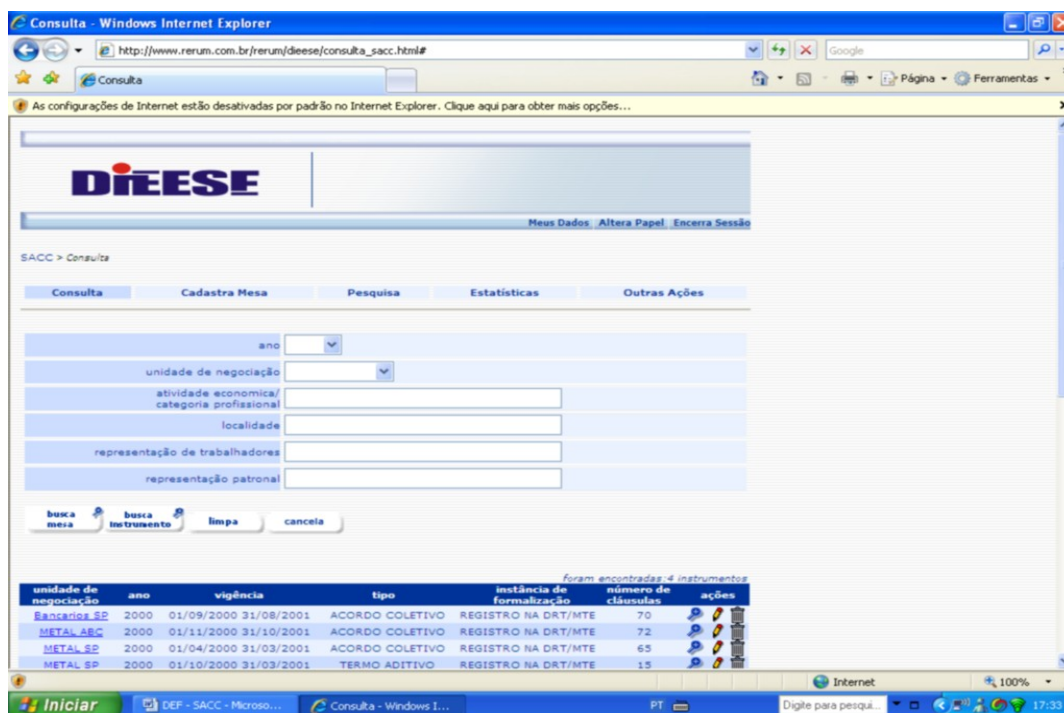 Consulta - Windows Internet Explorer
http://www.rerum.com.br/rerum/dieese/consulta_sacc.html#
Google
Consulta
Página
Ferramentas
As configurações de Internet estão desativadas por padrão no Internet Explorer. Clique aqui para obter mais opções...
DIEESE
Meus Dados Altera Papel Encerra Sessão
SACC > Consulta
Consulta Cadastra Mesa Pesquisa Estatísticas Outras Ações
ano
unidade de negociação
atividade economica/
categoria profissional
localidade
representação de trabalhadores
representação patronal
busca mesa
busca instrumento
limpa
cancela
foram encontradas:4 instrumentos
unidade de negociação ano vigência tipo instância de formalização número de cláusulas ações
Bancarios SP 2000 01/09/2000 31/08/2001 ACORDO COLETIVO REGISTRO NA DRT/MTE 70
METAL ABC 2000 01/11/2000 31/10/2001 ACORDO COLETIVO REGISTRO NA DRT/MTE 72
METAL SP 2000 01/04/2000 31/03/2001 ACORDO COLETIVO REGISTRO NA DRT/MTE 65
METAL SP 2000 01/10/2000 31/03/2001 TERMO ADITIVO REGISTRO NA DRT/MTE 15
Internet 100%
Iniciar
DEF - SACC - Microso...
Consulta - Windows I...
PT
Digite para pesqui...
17:33